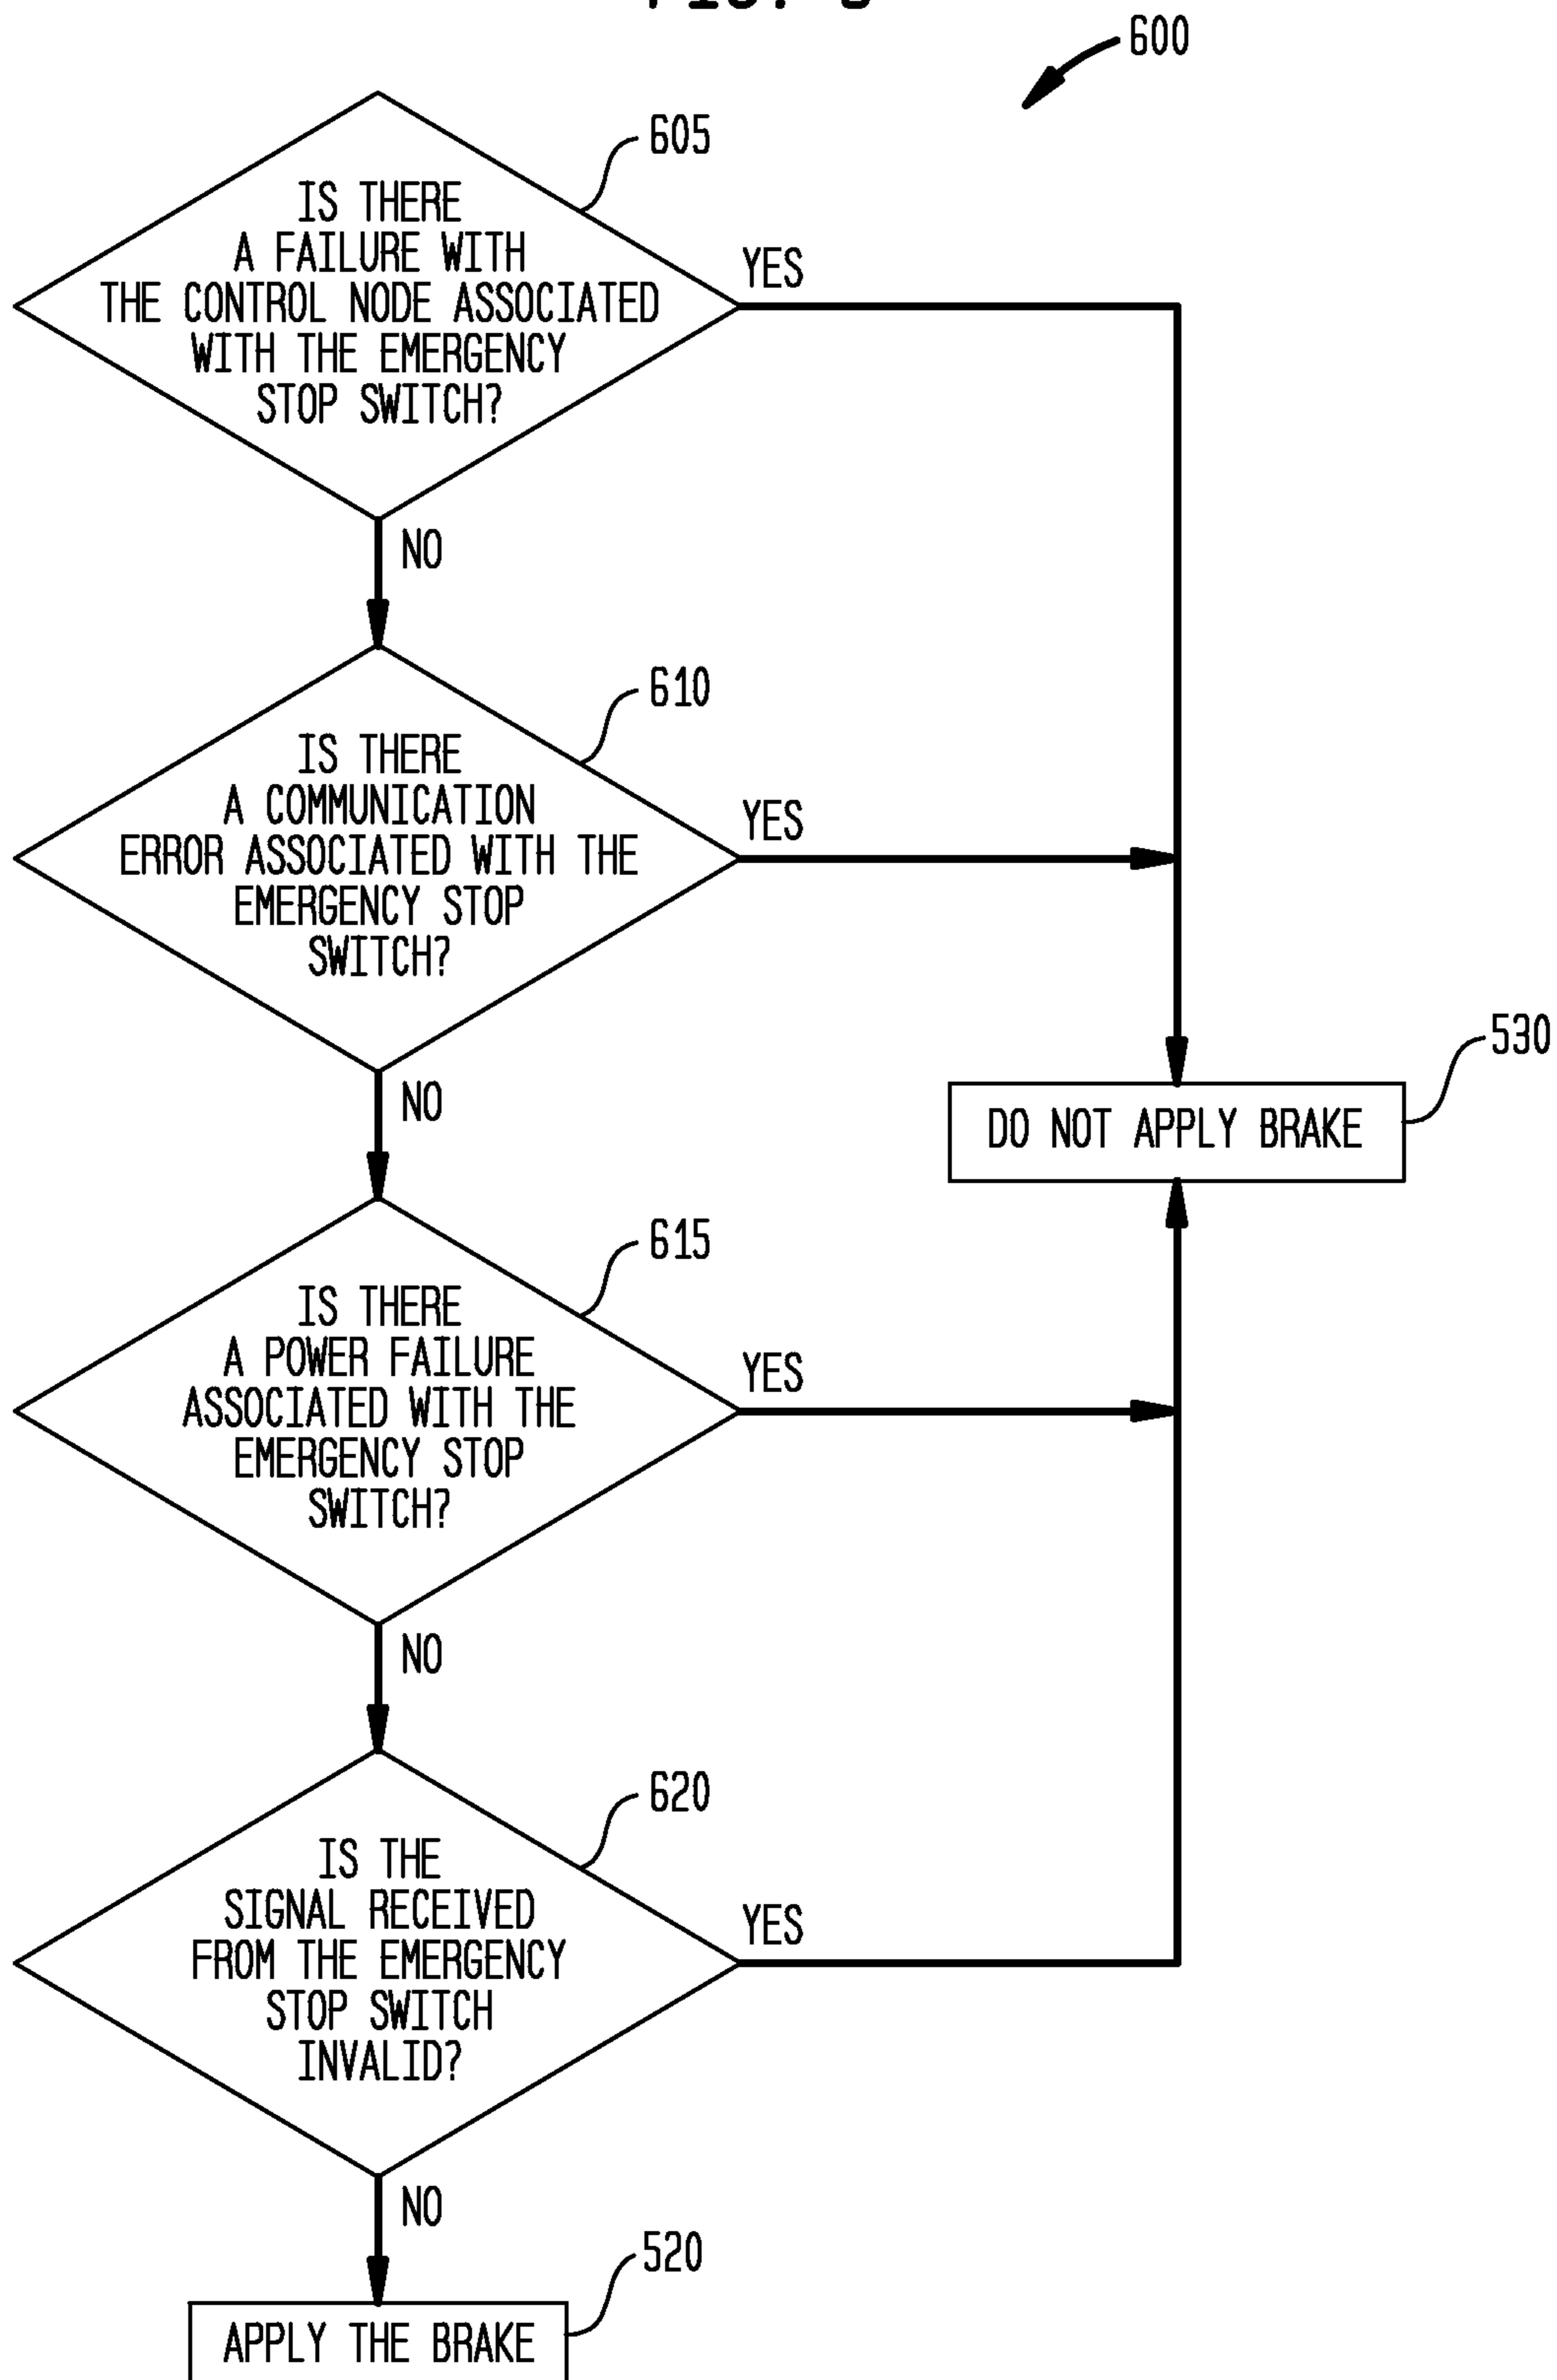 600
605
IS THERE
A FAILURE WITH
THE CONTROL NODE ASSOCIATED
WITH THE EMERGENCY
STOP SWITCH?
YES
NO
610
IS THERE
A COMMUNICATION
ERROR ASSOCIATED WITH THE
EMERGENCY STOP
SWITCH?
YES
NO
530
DO NOT APPLY BRAKE
615
IS THERE
A POWER FAILURE
ASSOCIATED WITH THE
EMERGENCY STOP
SWITCH?
YES
NO
620
IS THE
SIGNAL RECEIVED
FROM THE EMERGENCY
STOP SWITCH
INVALID?
YES
NO
520
APPLY THE BRAKE